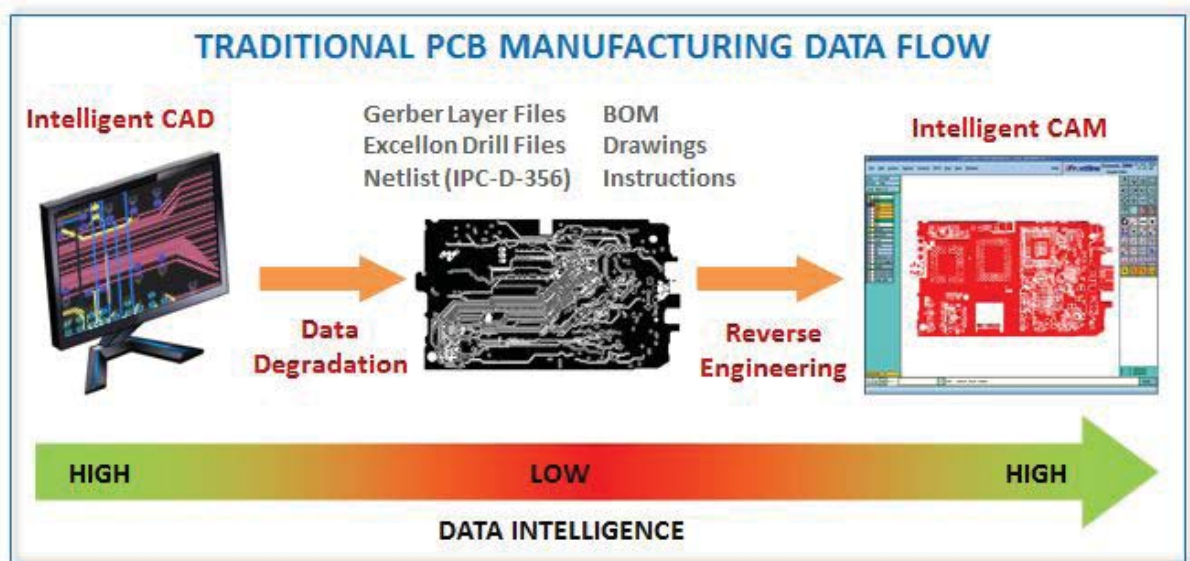 TRADITIONAL PCB MANUFACTURING DATA FLOW
Intelligent CAD
Gerber Layer Files BOM
Excellon Drill Files Drawings
Netlist (IPC-D-356) Instructions
Intelligent CAM
Data
Degradation
Reverse
Engineering
HIGH LOW HIGH
DATA INTELLIGENCE